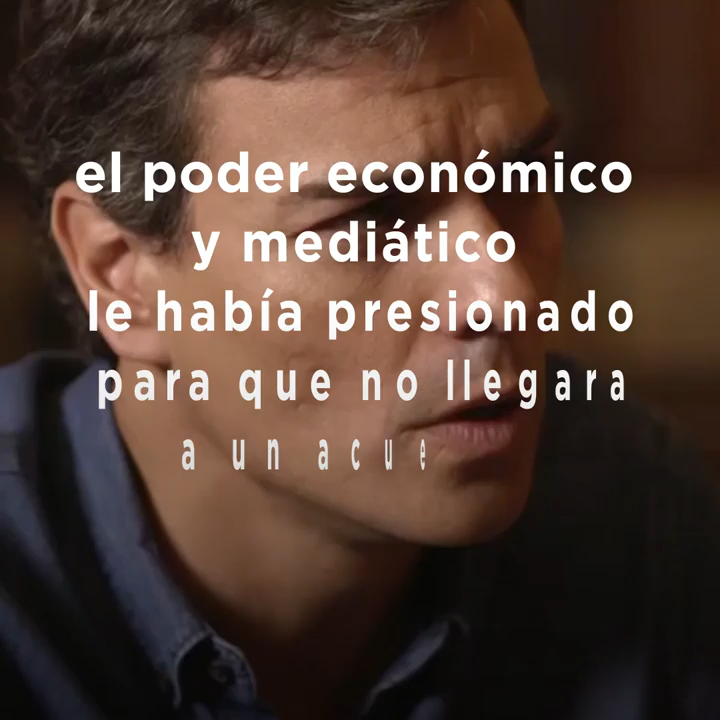 el poder económico
y mediático
le había presionado
para que no llegara
a un acue